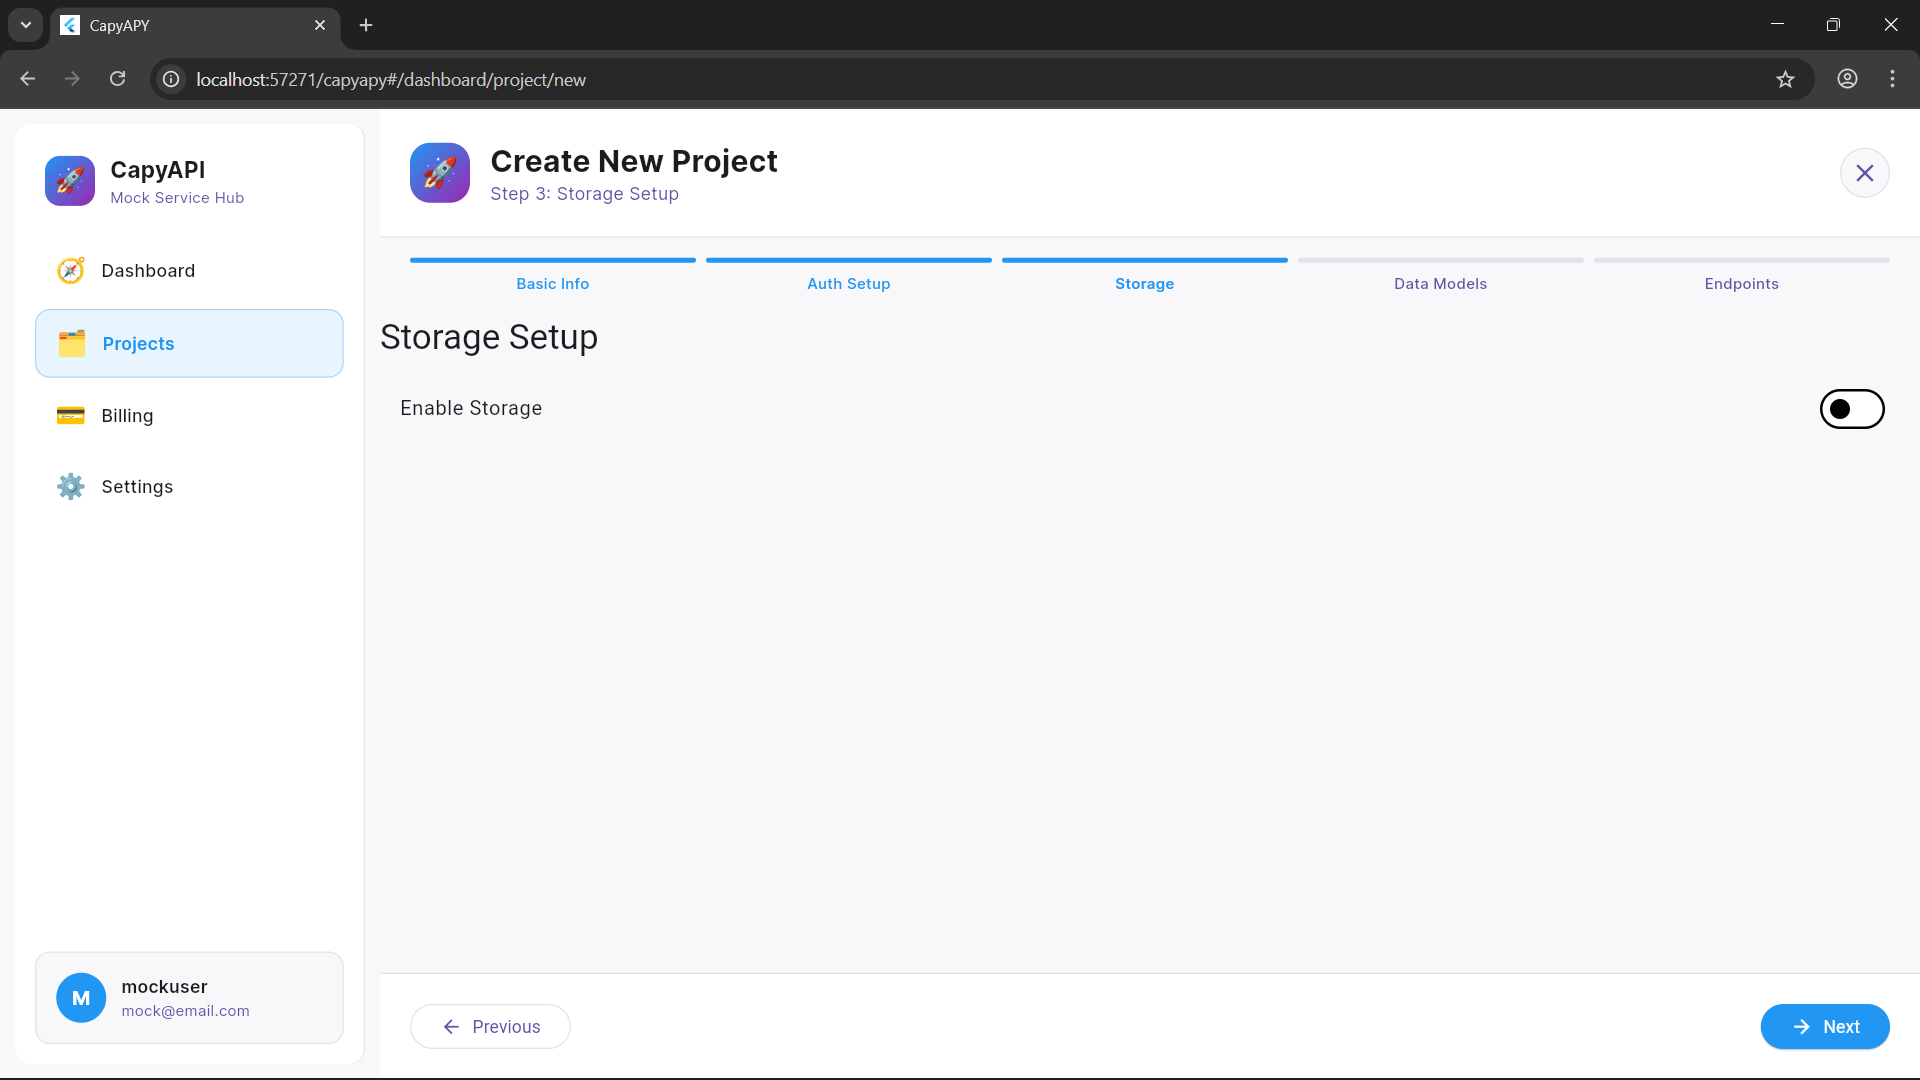 CapyAPY
localhost:57271/capyapy#/dashboard/project/new
CapyAPI
Mock Service Hub
Dashboard
Projects
Billing
Settings
mockuser
mock@email.com
M
Create New Project
Step 3: Storage Setup
Basic Info
Auth Setup
Storage
Data Models
Endpoints
Storage Setup
Enable Storage
Previous
Next